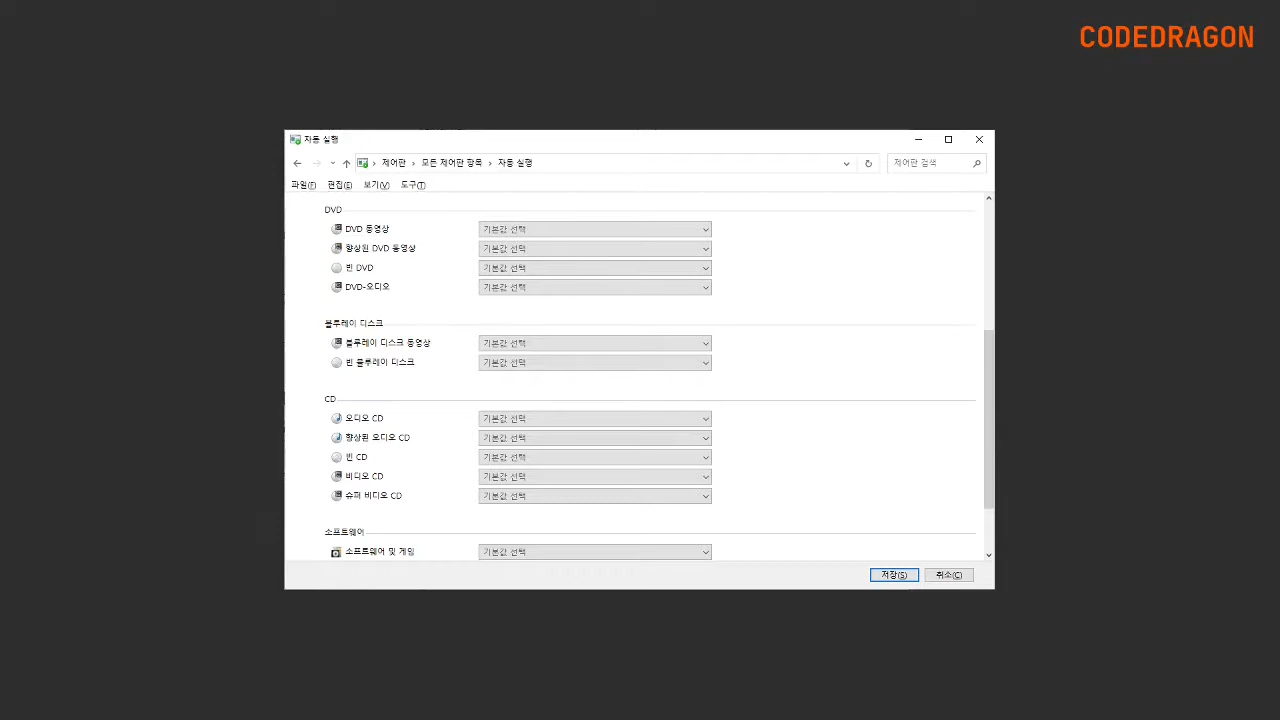 CODEDRAGON
자동 실행
제어판 › 모든 제어판 항목 › 자동 실행
제어판 검색
파일(F) 편집(E) 보기(V) 도구(T)
DVD
DVD 동영상 기본값 선택
향상된 DVD 동영상 기본값 선택
빈 DVD 기본값 선택
DVD-오디오 기본값 선택
블루레이 디스크
블루레이 디스크 동영상 기본값 선택
빈 블루레이 디스크 기본값 선택
CD
오디오 CD 기본값 선택
향상된 오디오 CD 기본값 선택
빈 CD 기본값 선택
비디오 CD 기본값 선택
슈퍼 비디오 CD 기본값 선택
소프트웨어
소프트웨어 및 게임 기본값 선택
저장(S) 취소(C)